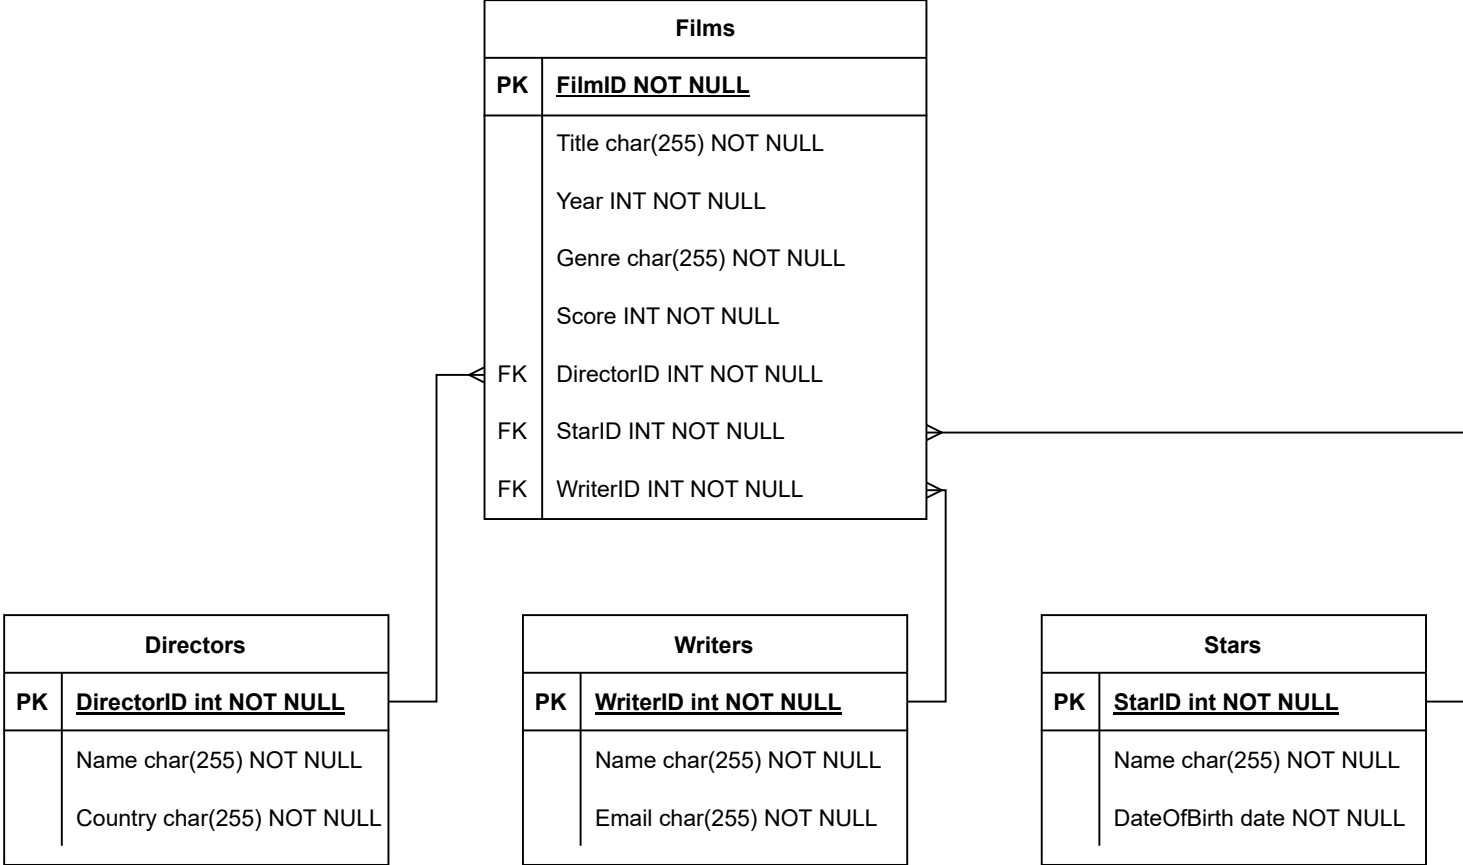 Films
PK FilmID NOT NULL
Title char(255) NOT NULL
Year INT NOT NULL
Genre char(255) NOT NULL
Score INT NOT NULL
FK DirectorID INT NOT NULL
FK StarID INT NOT NULL
FK WriterID INT NOT NULL
Directors
PK DirectorID int NOT NULL
Name char(255) NOT NULL
Country char(255) NOT NULL
Writers
PK WriterID int NOT NULL
Name char(255) NOT NULL
Email char(255) NOT NULL
Stars
PK StarID int NOT NULL
Name char(255) NOT NULL
DateOfBirth date NOT NULL